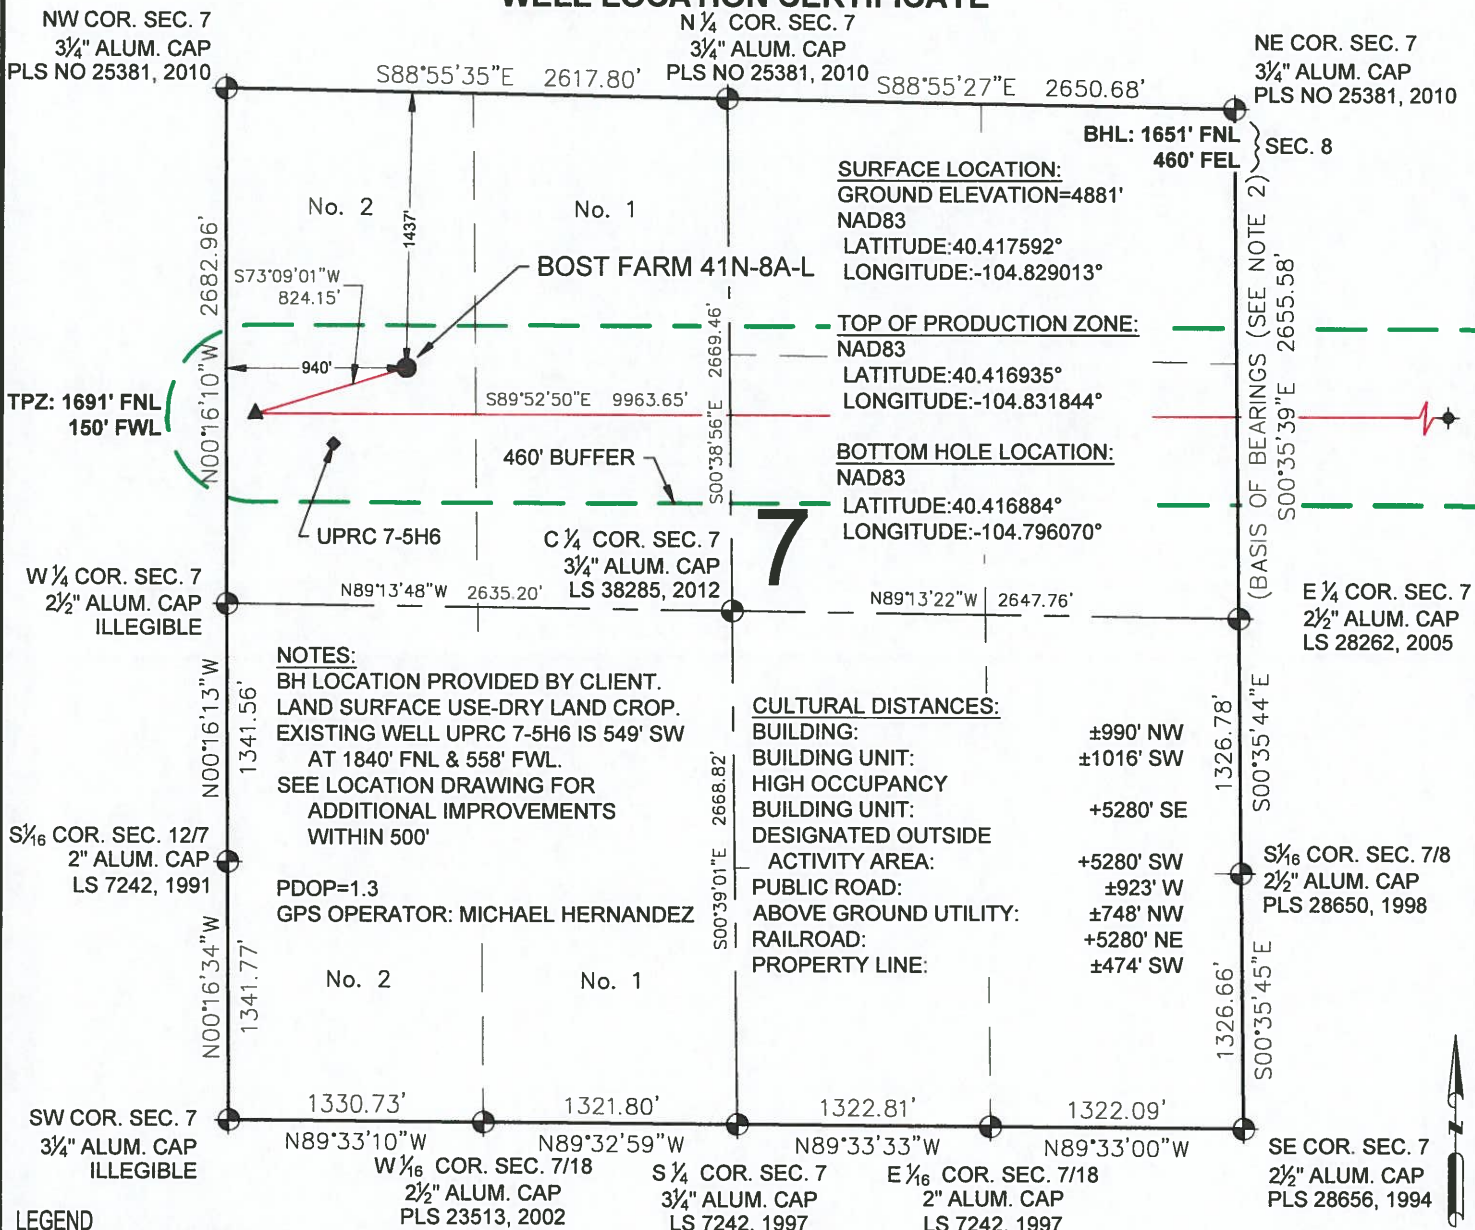 WELL LOCATION CERTIFICATE
NW COR. SEC. 7
3¼" ALUM. CAP
PLS NO 25381, 2010
N ¼ COR. SEC. 7
3¼" ALUM. CAP
PLS NO 25381, 2010
NE COR. SEC. 7
3¼" ALUM. CAP
PLS NO 25381, 2010
S88°55'35"E 2617.80'
S88°55'27"E 2650.68'
BHL: 1651' FNL
460' FEL
SEC. 8
No. 2
No. 1
1437'
SURFACE LOCATION:
GROUND ELEVATION=4881'
NAD83
LATITUDE:40.417592°
LONGITUDE:-104.829013°
BOST FARM 41N-8A-L
S73°09'01"W
824.15'
N00°16'10"W 2682.96'
940'
TOP OF PRODUCTION ZONE:
NAD83
LATITUDE:40.416935°
LONGITUDE:-104.831844°
TPZ: 1691' FNL
150' FWL
S89°52'50"E 9963.65'
S00°38'56"E 2669.46'
(BASIS OF BEARINGS (SEE NOTE 2)
S00°35'39"E 2655.58'
460' BUFFER
BOTTOM HOLE LOCATION:
NAD83
LATITUDE:40.416884°
LONGITUDE:-104.796070°
UPRC 7-5H6
7
C ¼ COR. SEC. 7
3¼" ALUM. CAP
LS 38285, 2012
W ¼ COR. SEC. 7
2½" ALUM. CAP
ILLEGIBLE
N89°13'48"W 2635.20'
N89°13'22"W 2647.76'
E ¼ COR. SEC. 7
2½" ALUM. CAP
LS 28262, 2005
NOTES:
BH LOCATION PROVIDED BY CLIENT.
LAND SURFACE USE-DRY LAND CROP.
EXISTING WELL UPRC 7-5H6 IS 549' SW
AT 1840' FNL & 558' FWL.
SEE LOCATION DRAWING FOR
ADDITIONAL IMPROVEMENTS
WITHIN 500'
PDOP=1.3
GPS OPERATOR: MICHAEL HERNANDEZ
N00°16'13"W
1341.56'
S00°39'01"E 2668.82'
CULTURAL DISTANCES:
BUILDING: ±990' NW
BUILDING UNIT: ±1016' SW
HIGH OCCUPANCY
BUILDING UNIT: +5280' SE
DESIGNATED OUTSIDE
ACTIVITY AREA: +5280' SW
PUBLIC ROAD: ±923' W
ABOVE GROUND UTILITY: ±748' NW
RAILROAD: +5280' NE
PROPERTY LINE: ±474' SW
1326.78'
S00°35'44"E
S1⁄16 COR. SEC. 12/7
2" ALUM. CAP
LS 7242, 1991
S1⁄16 COR. SEC. 7/8
2½" ALUM. CAP
PLS 28650, 1998
No. 2
No. 1
N00°16'34"W
1341.77'
1326.66'
S00°35'45"E
1330.73'
1321.80'
1322.81'
1322.09'
N89°33'10"W
N89°32'59"W
N89°33'33"W
N89°33'00"W
SW COR. SEC. 7
3¼" ALUM. CAP
ILLEGIBLE
W 1⁄16 COR. SEC. 7/18
2½" ALUM. CAP
PLS 23513, 2002
S ¼ COR. SEC. 7
3¼" ALUM. CAP
LS 7242, 1997
E 1⁄16 COR. SEC. 7/18
2" ALUM. CAP
LS 7242, 1997
SE COR. SEC. 7
2½" ALUM. CAP
PLS 28656, 1994
N
LEGEND